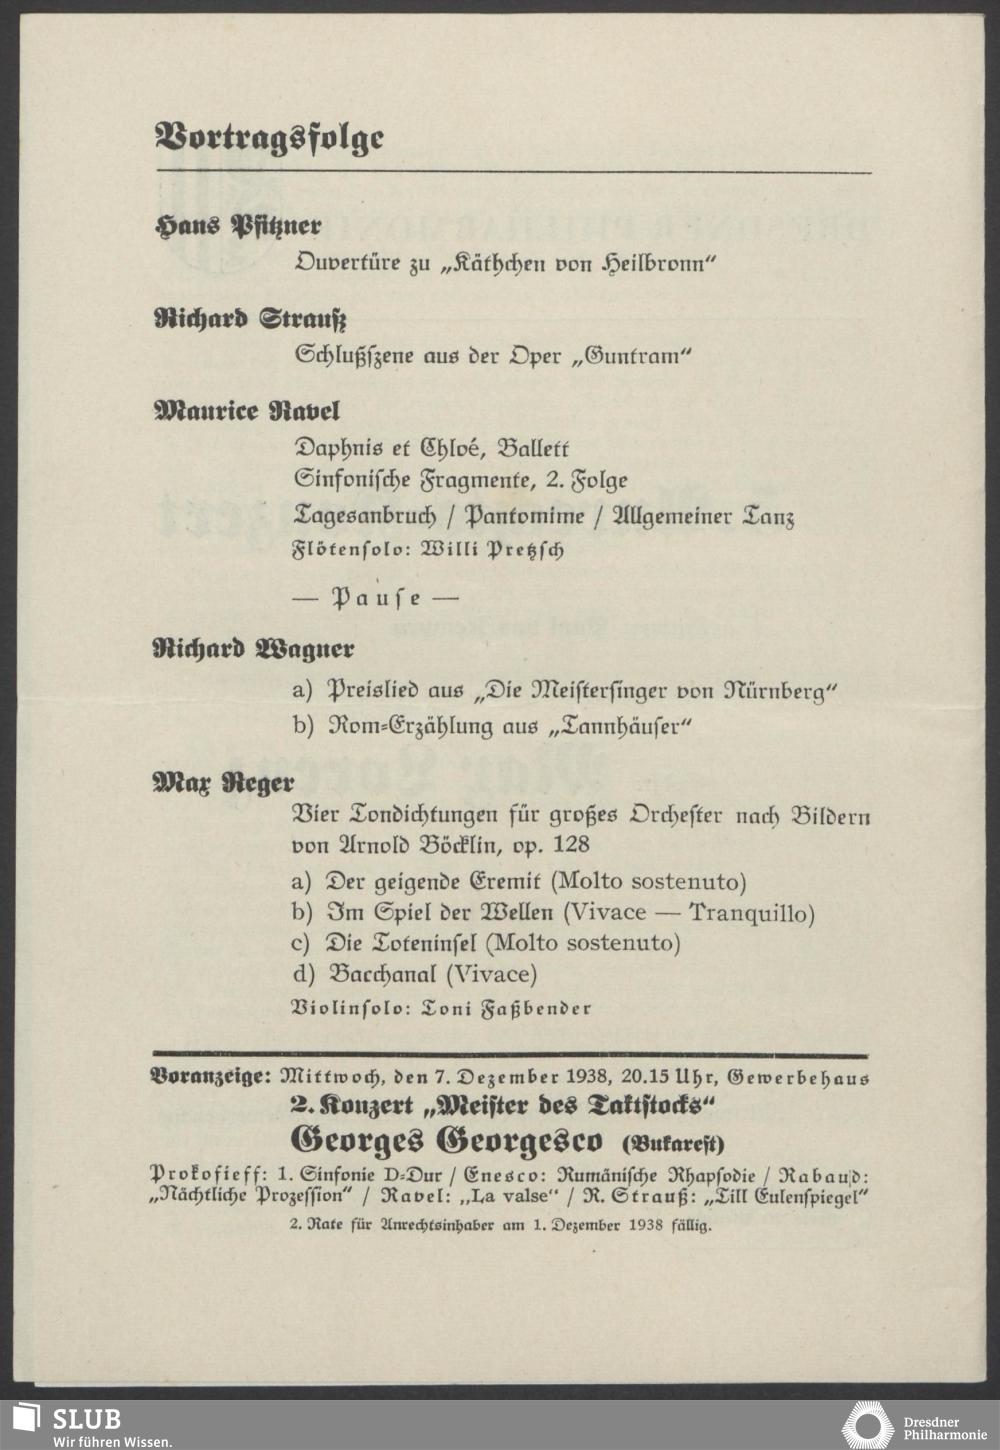 Vortragsfolge
Hans Pfitzner
Ouvertüre zu „Käthchen von Heilbronn“
Richard Strauß
Schlußszene aus der Oper „Guntram“
Maurice Ravel
Daphnis et Chloé, Ballett
Sinfonische Fragmente, 2. Folge
Tagesanbruch / Pantomime / Allgemeiner Tanz
Flötensolo: Willi Pretzsch
— Pause —
Richard Wagner
a) Preislied aus „Die Meistersinger von Nürnberg“
b) Rom-Erzählung aus „Tannhäuser“
Max Reger
Vier Tondichtungen für großes Orchester nach Bildern
von Arnold Böcklin, op. 128
a) Der geigende Eremit (Molto sostenuto)
b) Im Spiel der Wellen (Vivace — Tranquillo)
c) Die Toteninsel (Molto sostenuto)
d) Bacchanal (Vivace)
Violinsolo: Toni Faßbender
Voranzeige: Mittwoch, den 7. Dezember 1938, 20.15 Uhr, Gewerbehaus
2. Konzert „Meister des Taktstocks“
Georges Georgesco (Bukarest)
Prokofieff: 1. Sinfonie D-Dur / Enesco: Rumänische Rhapsodie / Rabaud:
„Nächtliche Prozession“ / Ravel: „La valse“ / R. Strauß: „Till Eulenspiegel“
2. Rate für Anrechtsinhaber am 1. Dezember 1938 fällig.
SLUB
Wir führen Wissen.
Dresdner
Philharmonie